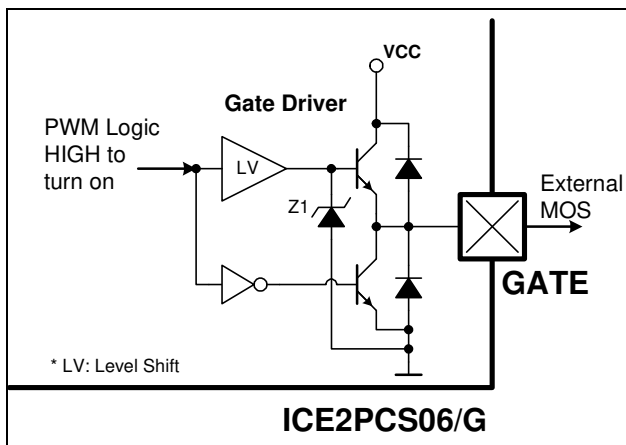 VCC
Gate Driver
PWM Logic
HIGH to
turn on
LV
Z1
External
MOS
GATE
* LV: Level Shift
ICE2PCS06/G